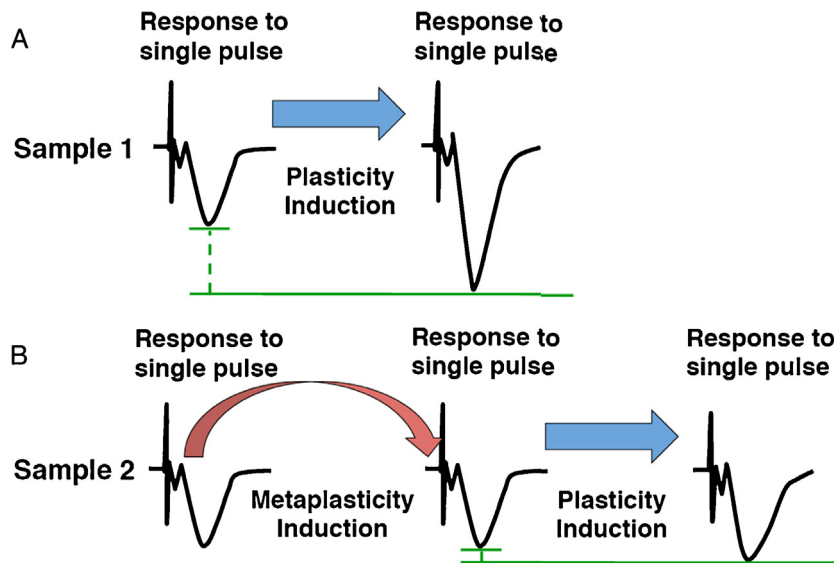 A
Response to
single pulse
Response to
single pulse
Sample 1
Plasticity
Induction
B
Response to
single pulse
Response to
single pulse
Response to
single pulse
Sample 2
Metaplasticity
Induction
Plasticity
Induction